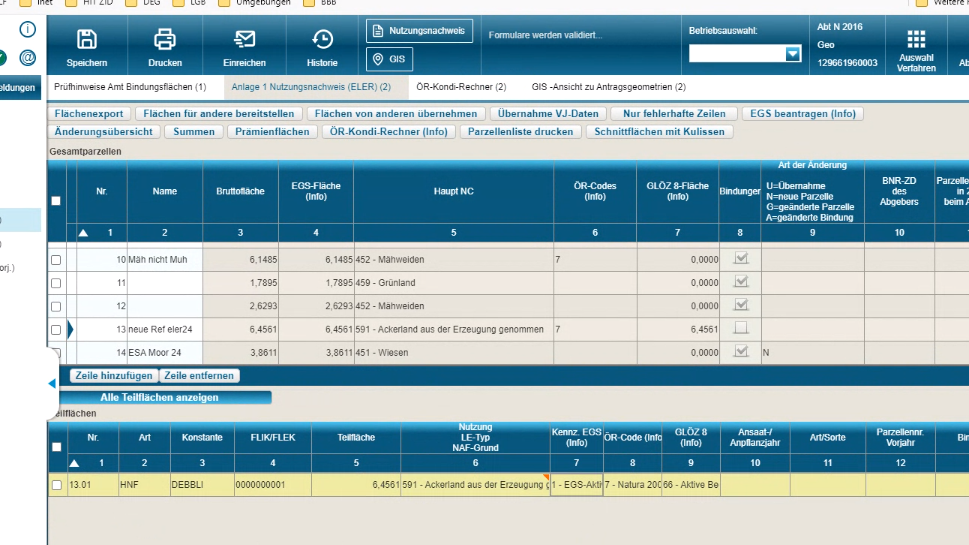 Inet HIT ZID DEG LGB Umgebungen BBB Weitere
Speichern Drucken Einreichen Historie
Nutzungsnachweis
GIS
Formulare werden validiert...
Betriebsauswahl:
Abt N 2016
Geo
129661960003
Auswahl
Verfahren
Prüfhinweise Amt Bindungsflächen (1) Anlage 1 Nutzungsnachweis (ELER) (2) ÖR-Kondi-Rechner (2) GIS -Ansicht zu Antragsgeometrien (2)
Flächenexport Flächen für andere bereitstellen Flächen von anderen übernehmen Übernahme VJ-Daten Nur fehlerhafte Zeilen EGS beantragen (Info)
Änderungsübersicht Summen Prämienflächen ÖR-Kondi-Rechner (Info) Parzellenliste drucken Schnittflächen mit Kulissen
Gesamtparzellen
Nr. Name Bruttofläche EGS-Fläche (Info) Haupt NC ÖR-Codes (Info) GLÖZ 8-Fläche (Info) Bindungen Art der Änderung
U=Übernahme
N=neue Parzelle
G=geänderte Parzelle
A=geänderte Bindung
BNR-ZD des Abgebers
1 2 3 4 5 6 7 8 9 10
10 Mäh nicht Muh 6,1485 6,1485 452 - Mähweiden 7 0,0000
11 1,7895 1,7895 459 - Grünland 0,0000
12 2,6293 2,6293 452 - Mähweiden 0,0000
13 neue Ref eler24 6,4561 6,4561 591 - Ackerland aus der Erzeugung genommen 7 6,4561
14 ESA Moor 24 3,8611 3,8611 451 - Wiesen 0,0000 N
Zeile hinzufügen Zeile entfernen
Alle Teilflächen anzeigen
eilflächen
Nr. Art Konstante FLIK/FLEK Teilfläche Nutzung LE-Typ NAF-Grund Kennz. EGS (Info) ÖR-Code (Info GLÖZ 8 (Info) Ansaat-/ Anpflanzjahr Art/Sorte Parzellennr. Vorjahr
1 2 3 4 5 6 7 8 9 10 11 12
13.01 HNF DEBBLI 0000000001 6,4561 591 - Ackerland aus der Erzeugung 1 - EGS-Akti 7 - Natura 200 66 - Aktive Be